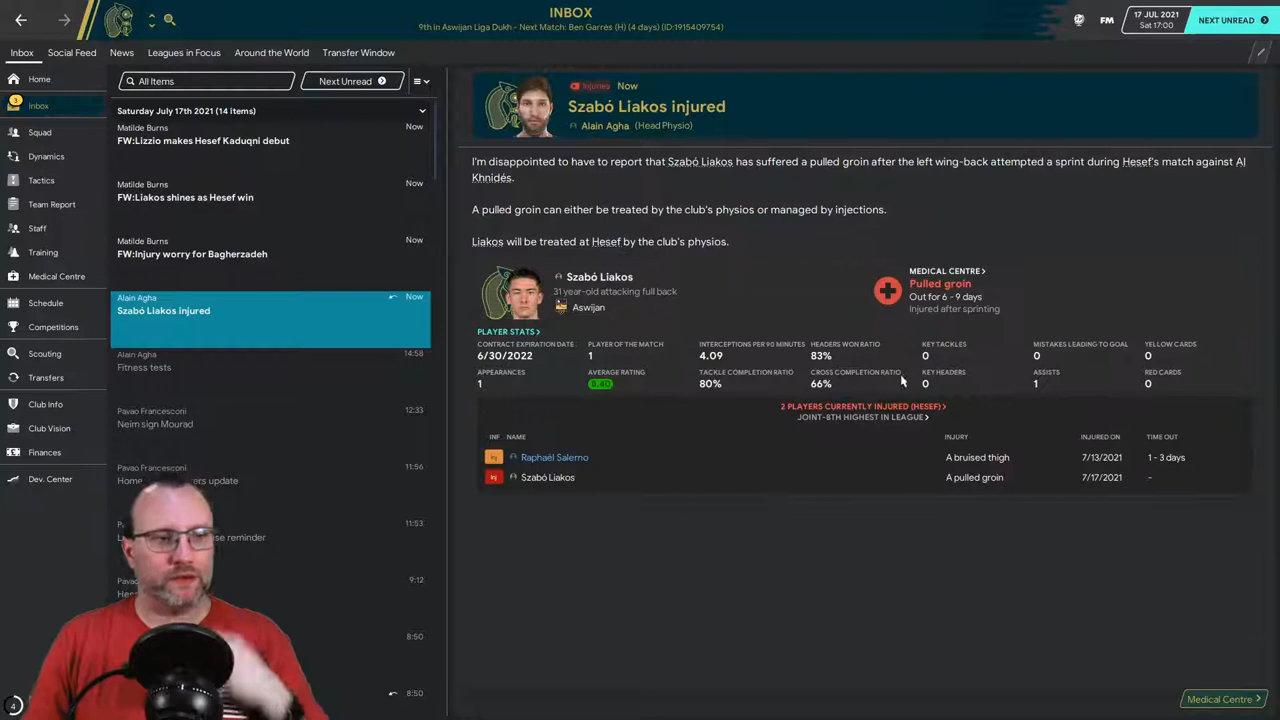 INBOX
9th in Aswijan Liga Dukh - Next Match: Ben Garrés (H) (4 days) (ID:1915409754)
FM
17 JUL 2021
Sat 17:00
NEXT UNREAD
Inbox
Social Feed
News
Leagues in Focus
Around the World
Transfer Window
Home
3
Inbox
Squad
Dynamics
Tactics
Team Report
Staff
Training
Medical Centre
Schedule
Competitions
Scouting
Transfers
Club Info
Club Vision
Finances
Dev. Center
4
All Items
Next Unread
Saturday July 17th 2021 (14 items)
Matilde Burns
Now
FW:Lizzio makes Hesef Kaduqni debut
Matilde Burns
Now
FW:Liakos shines as Hesef win
Matilde Burns
Now
FW:Injury worry for Bagherzadeh
Alain Agha
Now
Szabó Liakos injured
Alain Agha
14:58
Fitness tests
Pavao Francesconi
12:33
Neim sign Mourad
Pavao Francesconi
11:56
update
11:53
reminder
9:12
8:50
8:50
Injuries
Now
Szabó Liakos injured
Alain Agha (Head Physio)
I'm disappointed to have to report that Szabó Liakos has suffered a pulled groin after the left wing-back attempted a sprint during Hesef's match against Al
Khnidés.
A pulled groin can either be treated by the club's physios or managed by injections.
Liakos will be treated at Hesef by the club's physios.
Szabó Liakos
31 year-old attacking full back
Aswijan
MEDICAL CENTRE >
Pulled groin
Out for 6 - 9 days
Injured after sprinting
PLAYER STATS >
CONTRACT EXPIRATION DATE
PLAYER OF THE MATCH
INTERCEPTIONS PER 90 MINUTES
HEADERS WON RATIO
KEY TACKLES
MISTAKES LEADING TO GOAL
YELLOW CARDS
6/30/2022
1
4.09
83%
0
0
0
APPEARANCES
AVERAGE RATING
TACKLE COMPLETION RATIO
CROSS COMPLETION RATIO
KEY HEADERS
ASSISTS
RED CARDS
1
8.40
80%
66%
0
1
0
2 PLAYERS CURRENTLY INJURED (HESEF) >
JOINT-8TH HIGHEST IN LEAGUE >
INF
NAME
INJURY
INJURED ON
TIME OUT
Inj
Raphaël Salerno
A bruised thigh
7/13/2021
1 - 3 days
Inj
Szabó Liakos
A pulled groin
7/17/2021
-
Medical Centre >